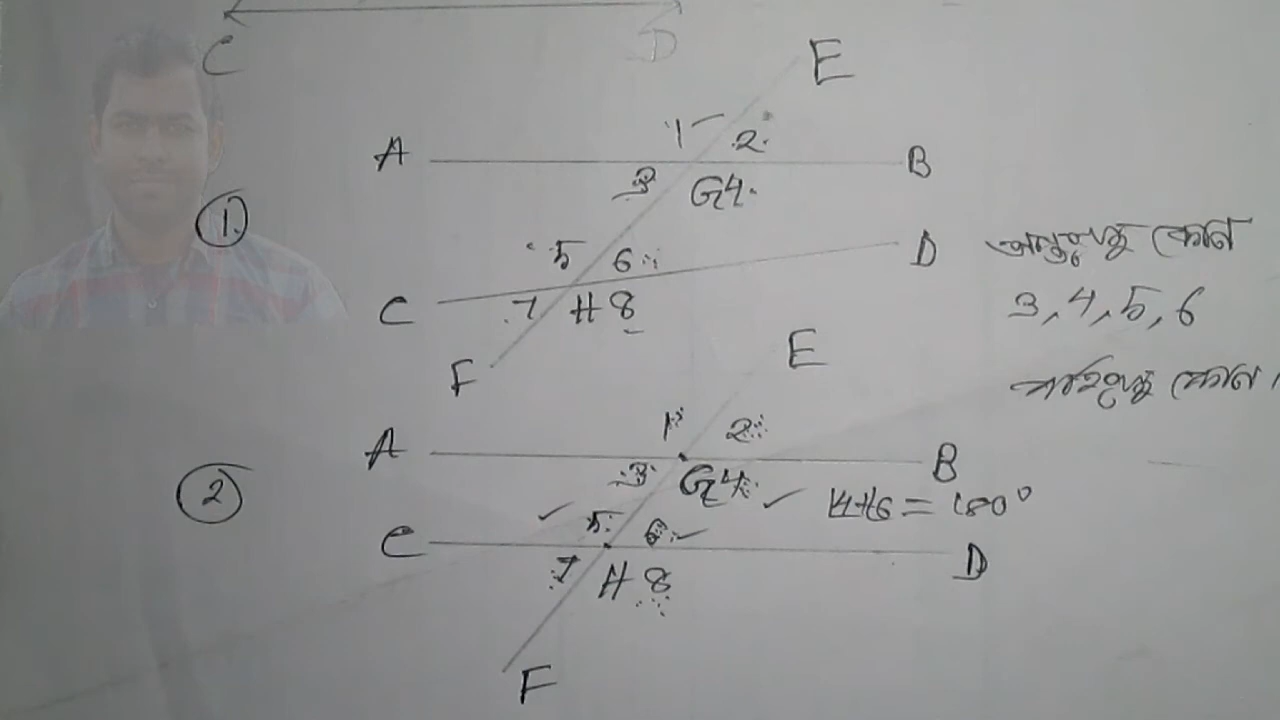 C D
E
1 2
A B
3 G4
①
5 6
D
C 7 H 8
F
অন্তঃস্থ কোণ
3, 4, 5, 6
বহিঃস্থ কোণ।
E
1 2
A B
3 G4
② 
∠4+∠6 = 180°
5 6
C D
7 H 8
F